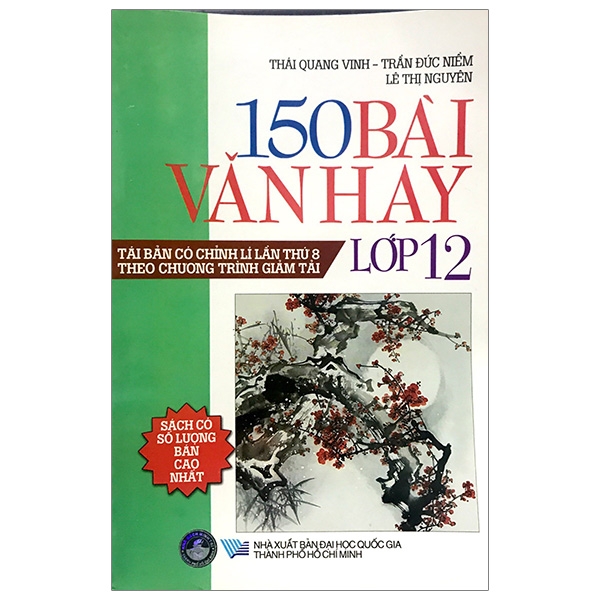 THÁI QUANG VINH - TRẦN ĐỨC NIỀM
LÊ THỊ NGUYÊN
150 BÀI
VĂN HAY
TÁI BẢN CÓ CHỈNH LÍ LẦN THỨ 8
THEO CHƯƠNG TRÌNH GIẢM TẢI
LỚP 12
SÁCH CÓ
SỐ LƯỢNG
BÁN
CAO
NHẤT
NHÀ XUẤT BẢN ĐẠI HỌC QUỐC GIA
THÀNH PHỐ HỒ CHÍ MINH